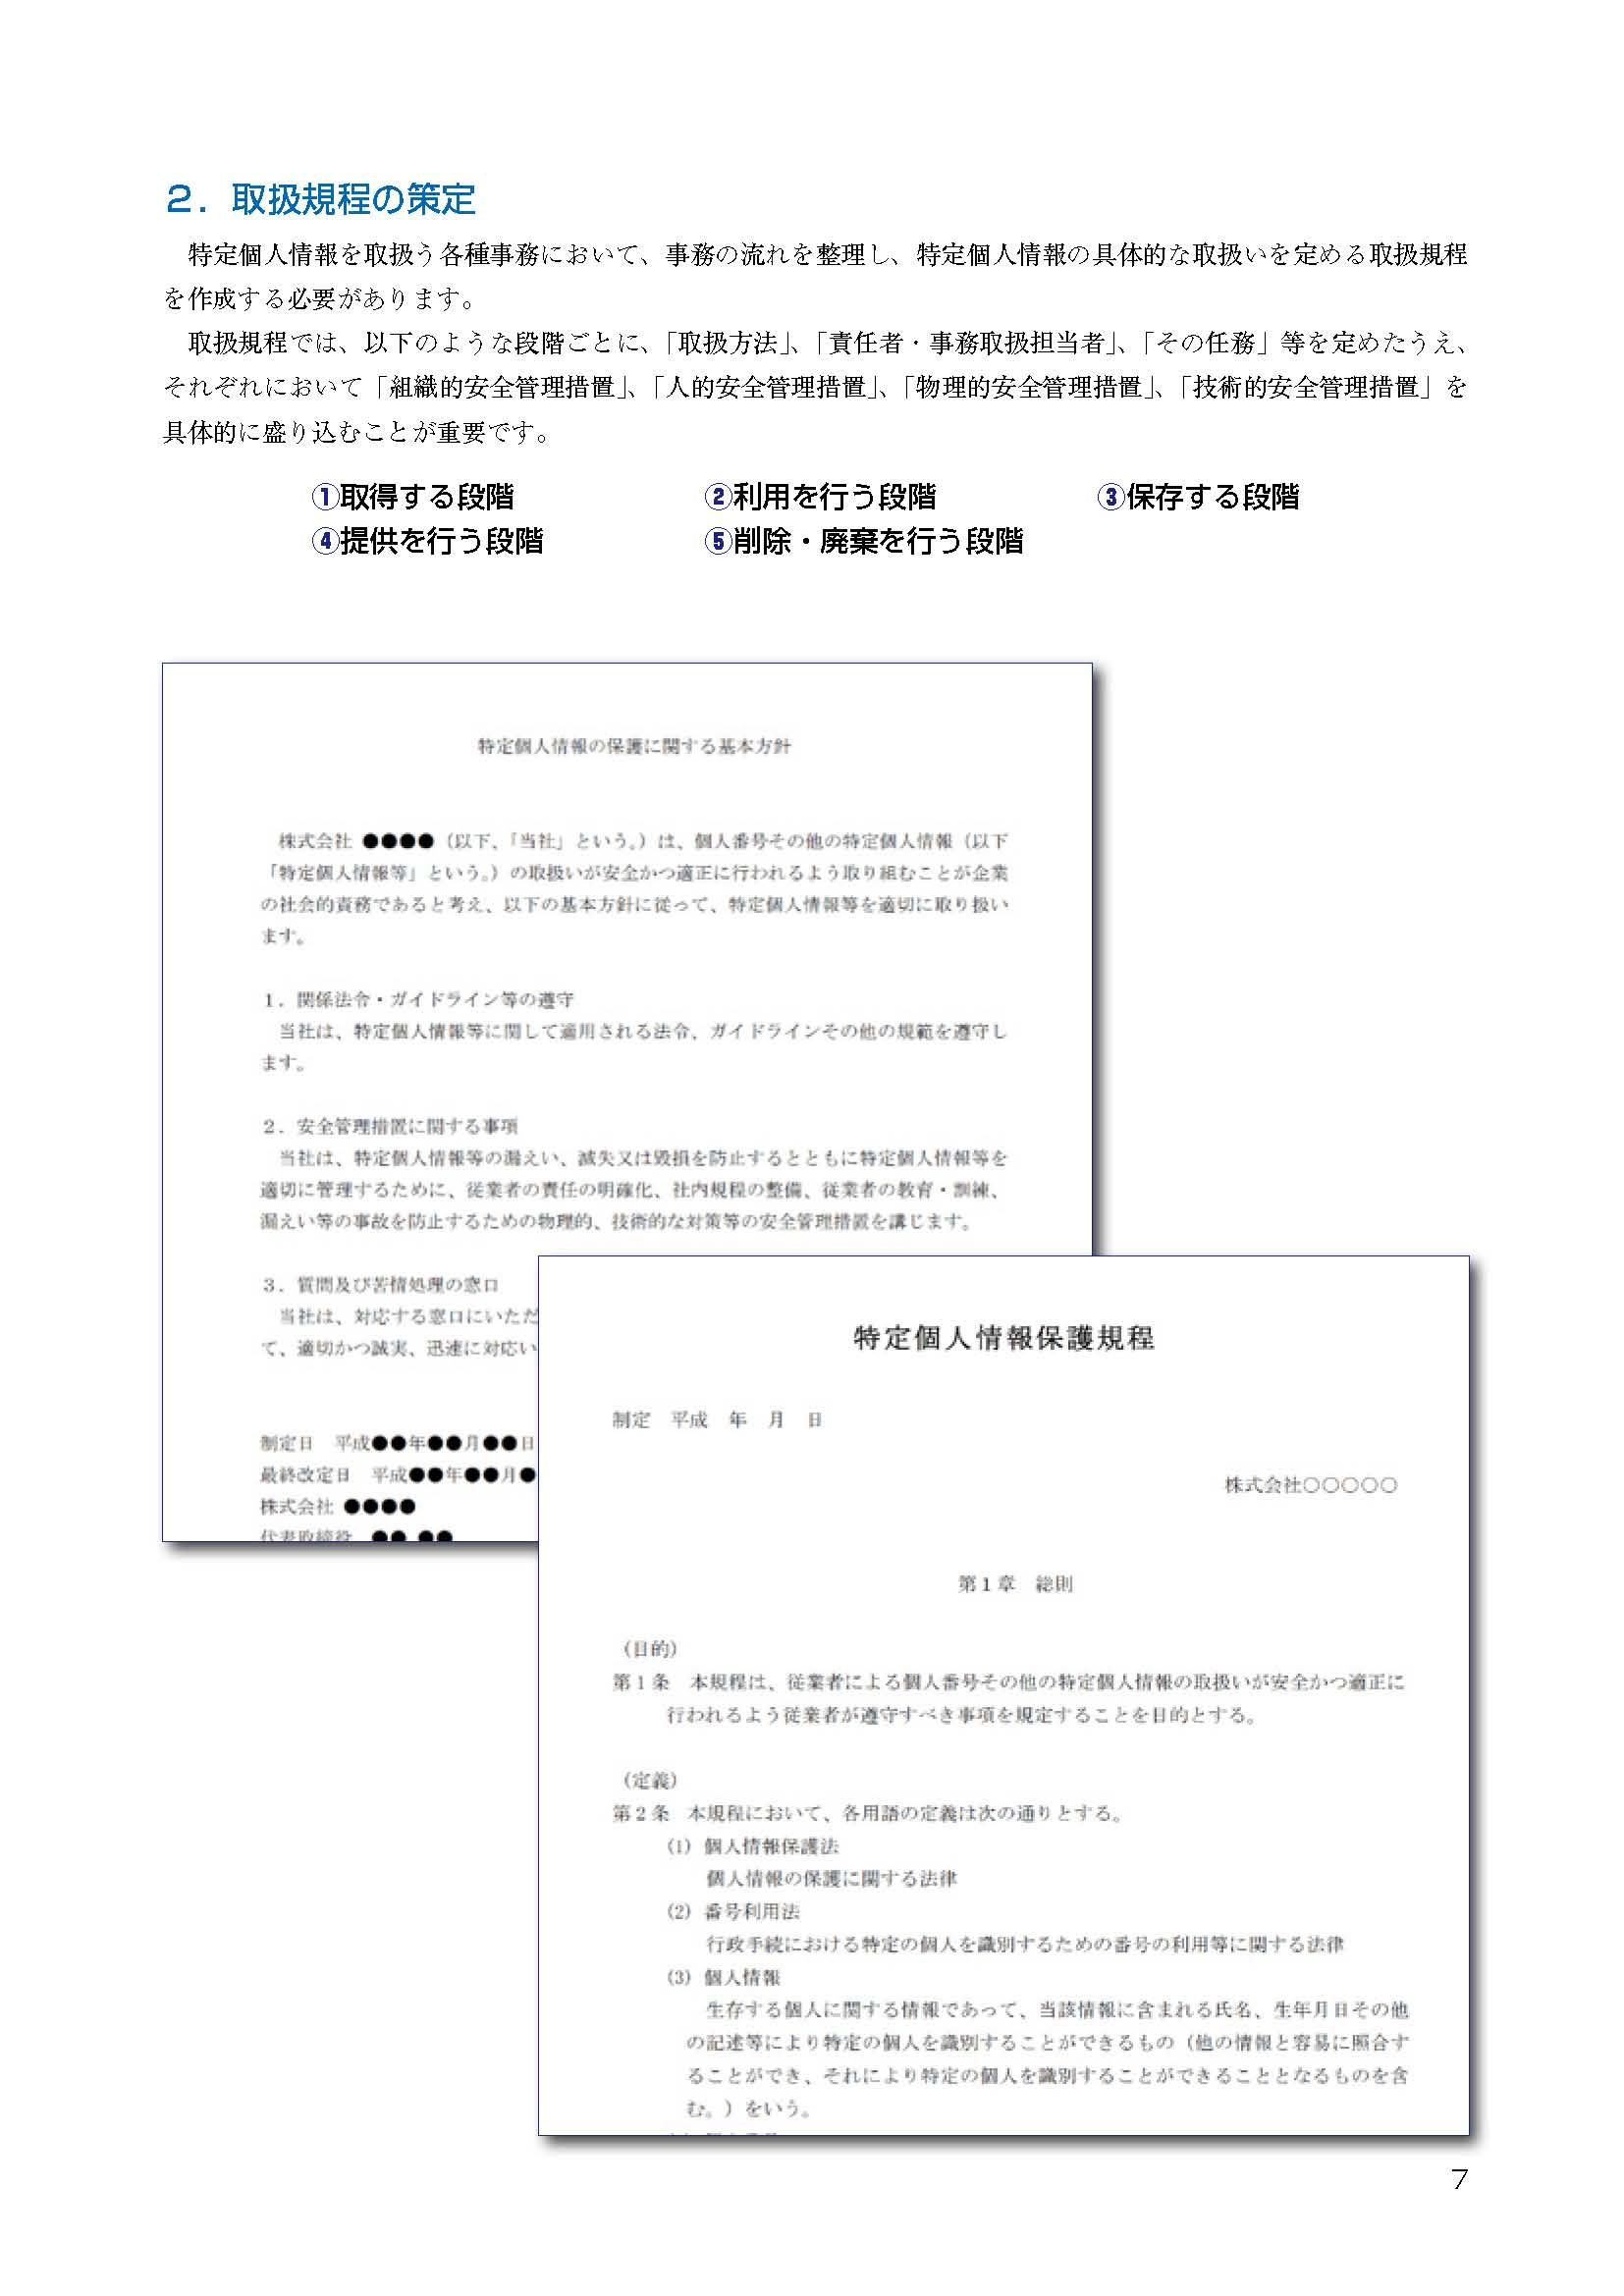 ２．取扱規程の策定
特定個人情報を取扱う各種事務において、事務の流れを整理し、特定個人情報の具体的な取扱いを定める取扱規程
を作成する必要があります。
取扱規程では、以下のような段階ごとに、「取扱方法」、「責任者・事務取扱担当者」、「その任務」等を定めたうえ、
それぞれにおいて「組織的安全管理措置」、「人的安全管理措置」、「物理的安全管理措置」、「技術的安全管理措置」を
具体的に盛り込むことが重要です。
①取得する段階 ②利用を行う段階 ③保存する段階
④提供を行う段階 ⑤削除・廃棄を行う段階
特定個人情報の保護に関する基本方針
株式会社 ●●●●（以下、「当社」という。）は、個人番号その他の特定個人情報（以下
「特定個人情報等」という。）の取扱いが安全かつ適正に行われるよう取り組むことが企業
の社会的責務であると考え、以下の基本方針に従って、特定個人情報等を適切に取り扱い
ます。
１．関係法令・ガイドライン等の遵守
当社は、特定個人情報等に関して適用される法令、ガイドラインその他の規範を遵守し
ます。
２．安全管理措置に関する事項
当社は、特定個人情報等の漏えい、滅失又は毀損を防止するとともに特定個人情報等を
適切に管理するために、従業者の責任の明確化、社内規程の整備、従業者の教育・訓練、
漏えい等の事故を防止するための物理的、技術的な対策等の安全管理措置を講じます。
３．質問及び苦情処理の窓口
当社は、対応する窓口にいただ
て、適切かつ誠実、迅速に対応い
制定日　平成●●年●●月●●日
最終改定日　平成●●年●●月●
株式会社 ●●●●
代表取締役　●● ●●
特定個人情報保護規程
制定　平成　年　月　日
株式会社○○○○○
第１章　総則
（目的）
第１条　本規程は、従業者による個人番号その他の特定個人情報の取扱いが安全かつ適正に
行われるよう従業者が遵守すべき事項を規定することを目的とする。
（定義）
第２条　本規程において、各用語の定義は次の通りとする。
(1) 個人情報保護法
個人情報の保護に関する法律
(2) 番号利用法
行政手続における特定の個人を識別するための番号の利用等に関する法律
(3) 個人情報
生存する個人に関する情報であって、当該情報に含まれる氏名、生年月日その他
の記述等により特定の個人を識別することができるもの（他の情報と容易に照合す
ることができ、それにより特定の個人を識別することができることとなるものを含
む。）をいう。
7